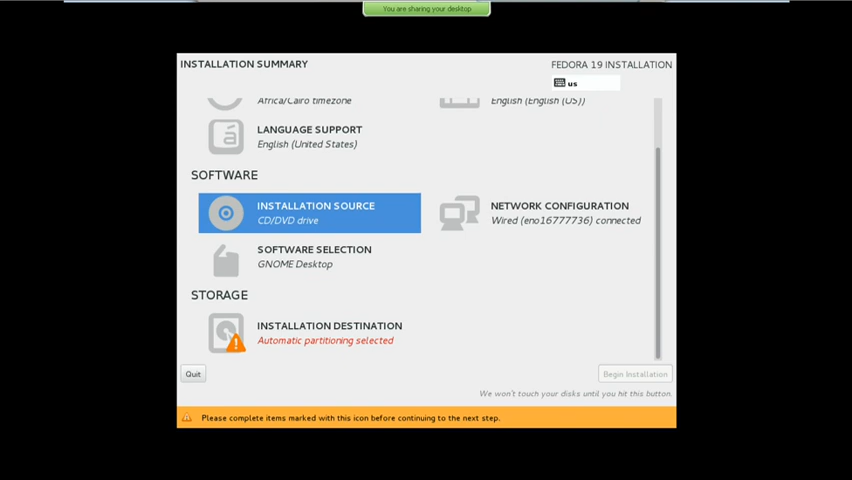 You are sharing your desktop
INSTALLATION SUMMARY
FEDORA 19 INSTALLATION
us
Africa/Cairo timezone
English (English (US))
LANGUAGE SUPPORT
English (United States)
SOFTWARE
INSTALLATION SOURCE
CD/DVD drive
NETWORK CONFIGURATION
Wired (eno16777736) connected
SOFTWARE SELECTION
GNOME Desktop
STORAGE
INSTALLATION DESTINATION
Automatic partitioning selected
Quit
Begin Installation
We won't touch your disks until you hit this button.
Please complete items marked with this icon before continuing to the next step.